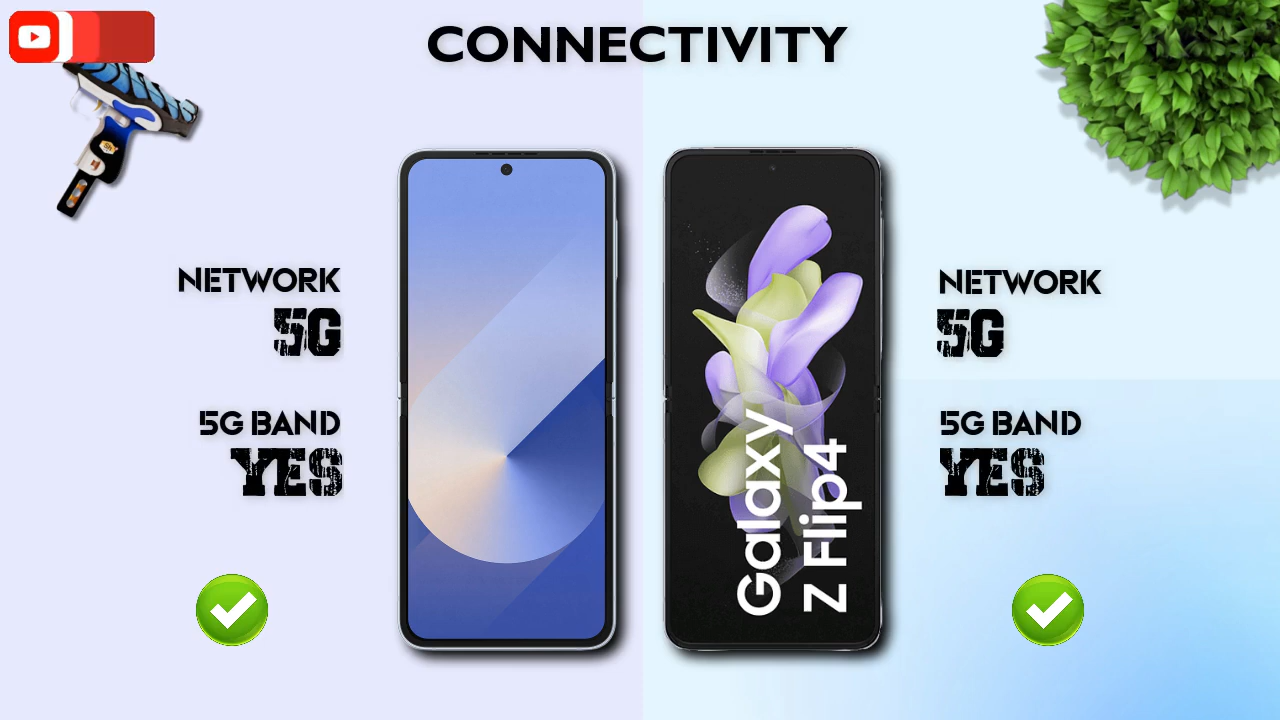 CONNECTIVITY
NETWORK
5G
5G BAND
YES
Galaxy
Z Flip4
NETWORK
5G
5G BAND
YES